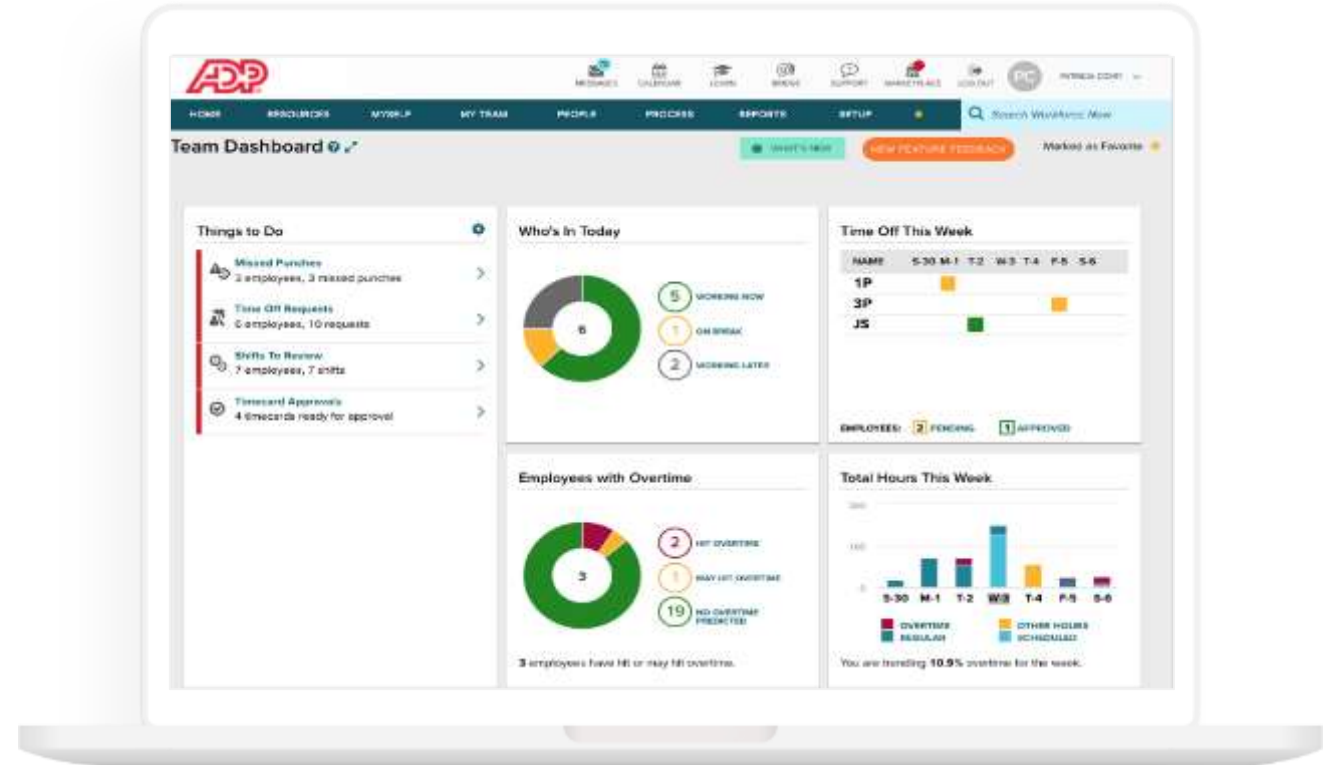 ADP
MESSAGES CALENDAR LEARN BRIDGE SUPPORT MARKETPLACE LOG OUT PC
HOME RESOURCES MYSELF MY TEAM PEOPLE PROCESS REPORTS SETUP Search Workforce Now
Team Dashboard
WHAT'S NEW NEW FEATURE FEEDBACK Marked as Favorite
Things to Do
Missed Punches
3 employees, 3 missed punches
Time Off Requests
6 employees, 10 requests
Shifts To Review
7 employees, 7 shifts
Timecard Approvals
4 timecards ready for approval
Who's In Today
6
5 WORKING NOW
1 ON BREAK
2 WORKING LATER
Time Off This Week
NAME S-30 M-1 T-2 W-3 T-4 F-5 S-6
1P
3P
JS
EMPLOYEES: 2 PENDING 1 APPROVED
Employees with Overtime
3
2 HIT OVERTIME
1 MAY HIT OVERTIME
19 NO OVERTIME
PREDICTED
3 employees have hit or may hit overtime.
Total Hours This Week
0
S-30 M-1 T-2 W-3 T-4 F-5 S-6
OVERTIME OTHER HOURS
REGULAR SCHEDULED
You are trending 10.9% overtime for the week.